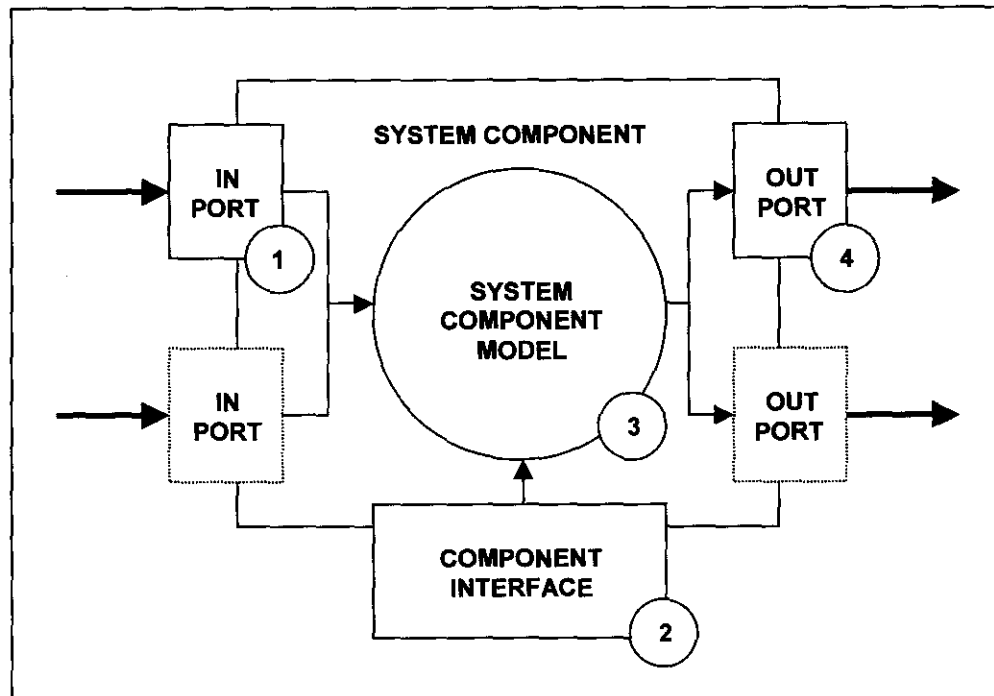 SYSTEM COMPONENT
IN
PORT
1
OUT
PORT
4
SYSTEM
COMPONENT
MODEL
3
IN
PORT
OUT
PORT
COMPONENT
INTERFACE
2